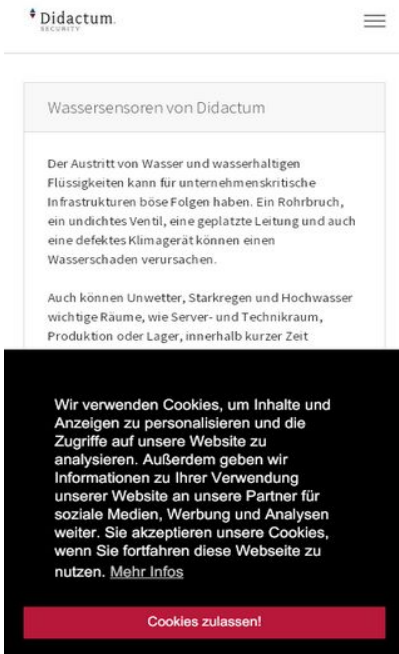 Didactum.
SECURITY
Wassersensoren von Didactum
Der Austritt von Wasser und wasserhaltigen
Flüssigkeiten kann für unternehmenskritische
Infrastrukturen böse Folgen haben. Ein Rohrbruch,
ein undichtes Ventil, eine geplatzte Leitung und auch
eine defektes Klimagerät können einen
Wasserschaden verursachen.
Auch können Unwetter, Starkregen und Hochwasser
wichtige Räume, wie Server- und Technikraum,
Produktion oder Lager, innerhalb kurzer Zeit
Wir verwenden Cookies, um Inhalte und
Anzeigen zu personalisieren und die
Zugriffe auf unsere Website zu
analysieren. Außerdem geben wir
Informationen zu Ihrer Verwendung
unserer Website an unsere Partner für
soziale Medien, Werbung und Analysen
weiter. Sie akzeptieren unsere Cookies,
wenn Sie fortfahren diese Webseite zu
nutzen. Mehr Infos
Cookies zulassen!